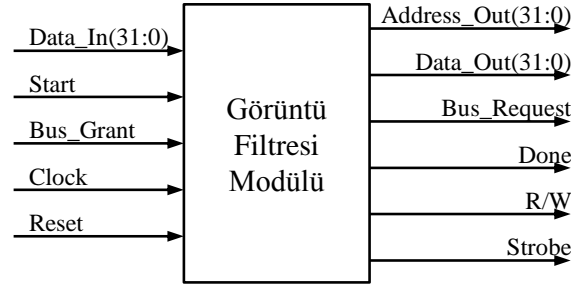 Data_In(31:0)
Start
Bus_Grant
Clock
Reset
Görüntü
Filtresi
Modülü
Address_Out(31:0)
Data_Out(31:0)
Bus_Request
Done
R/W
Strobe